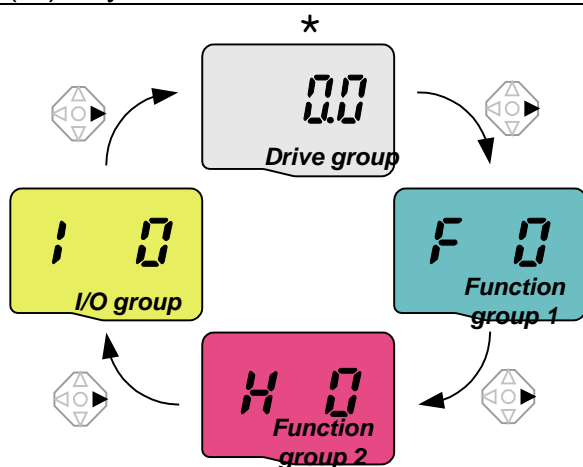 *
0.0
Drive group
I 0
I/O group
F 0
Function
group 1
H 0
Function
group 2